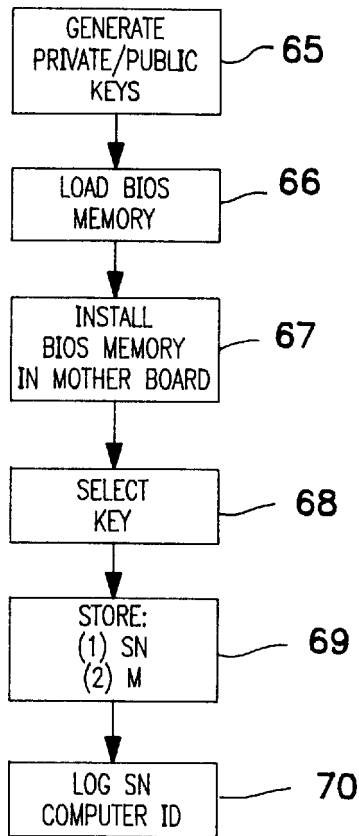 GENERATE
PRIVATE/PUBLIC
KEYS
65
LOAD BIOS
MEMORY
66
INSTALL
BIOS MEMORY
IN MOTHER BOARD
67
SELECT
KEY
68
STORE:
(1) SN
(2) M
69
LOG SN
COMPUTER ID
70